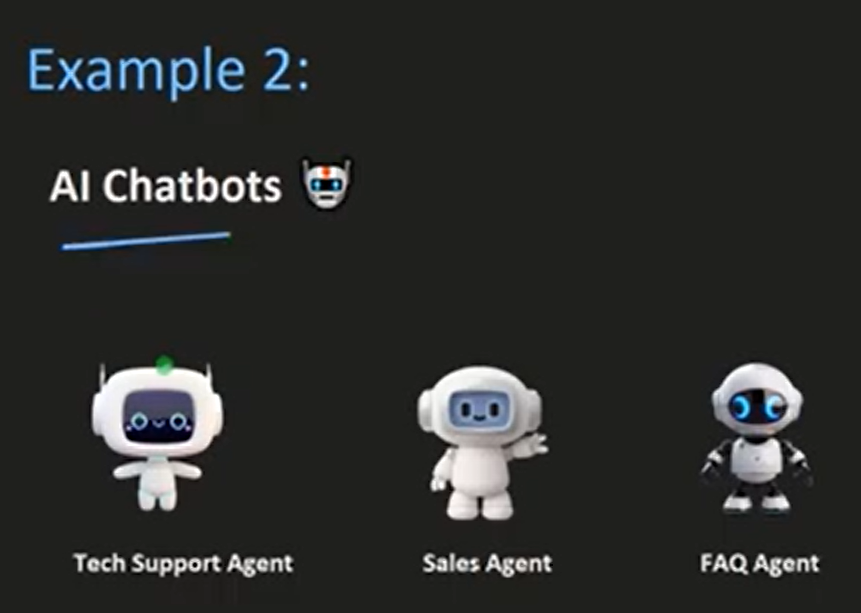 Example 2:
AI Chatbots
Tech Support Agent
Sales Agent
FAQ Agent